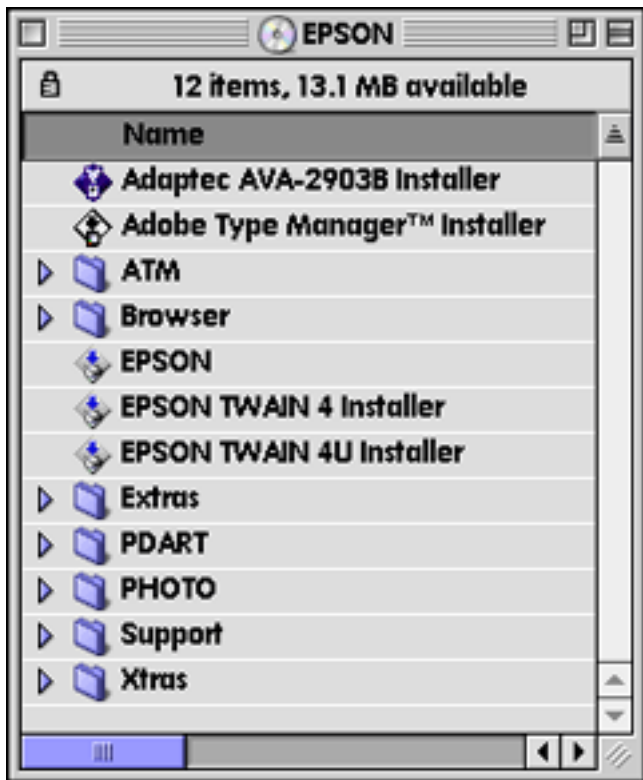 EPSON
12 items, 13.1 MB available
Name
Adaptec AVA-2903B Installer
Adobe Type Manager™ Installer
ATM
Browser
EPSON
EPSON TWAIN 4 Installer
EPSON TWAIN 4U Installer
Extras
PDART
PHOTO
Support
Xtras